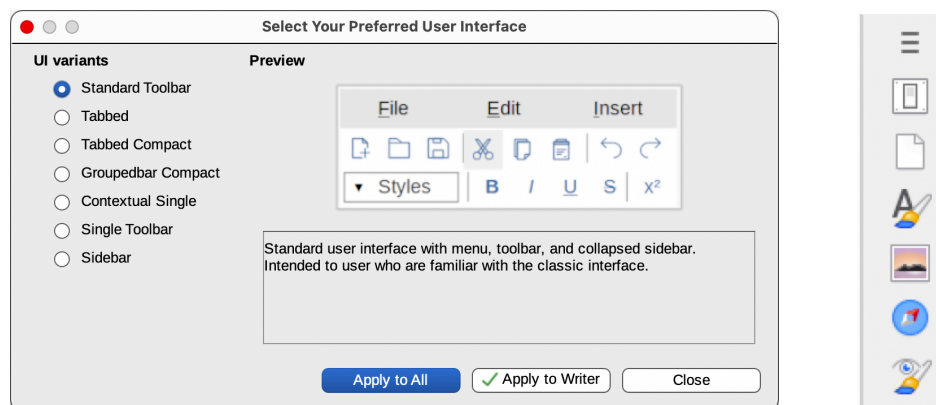 Select Your Preferred User Interface
UI variants
Preview
Standard Toolbar
Tabbed
Tabbed Compact
Groupedbar Compact
Contextual Single
Single Toolbar
Sidebar
File Edit Insert
Styles B I U S x²
Standard user interface with menu, toolbar, and collapsed sidebar.
Intended to user who are familiar with the classic interface.
Apply to All
Apply to Writer
Close